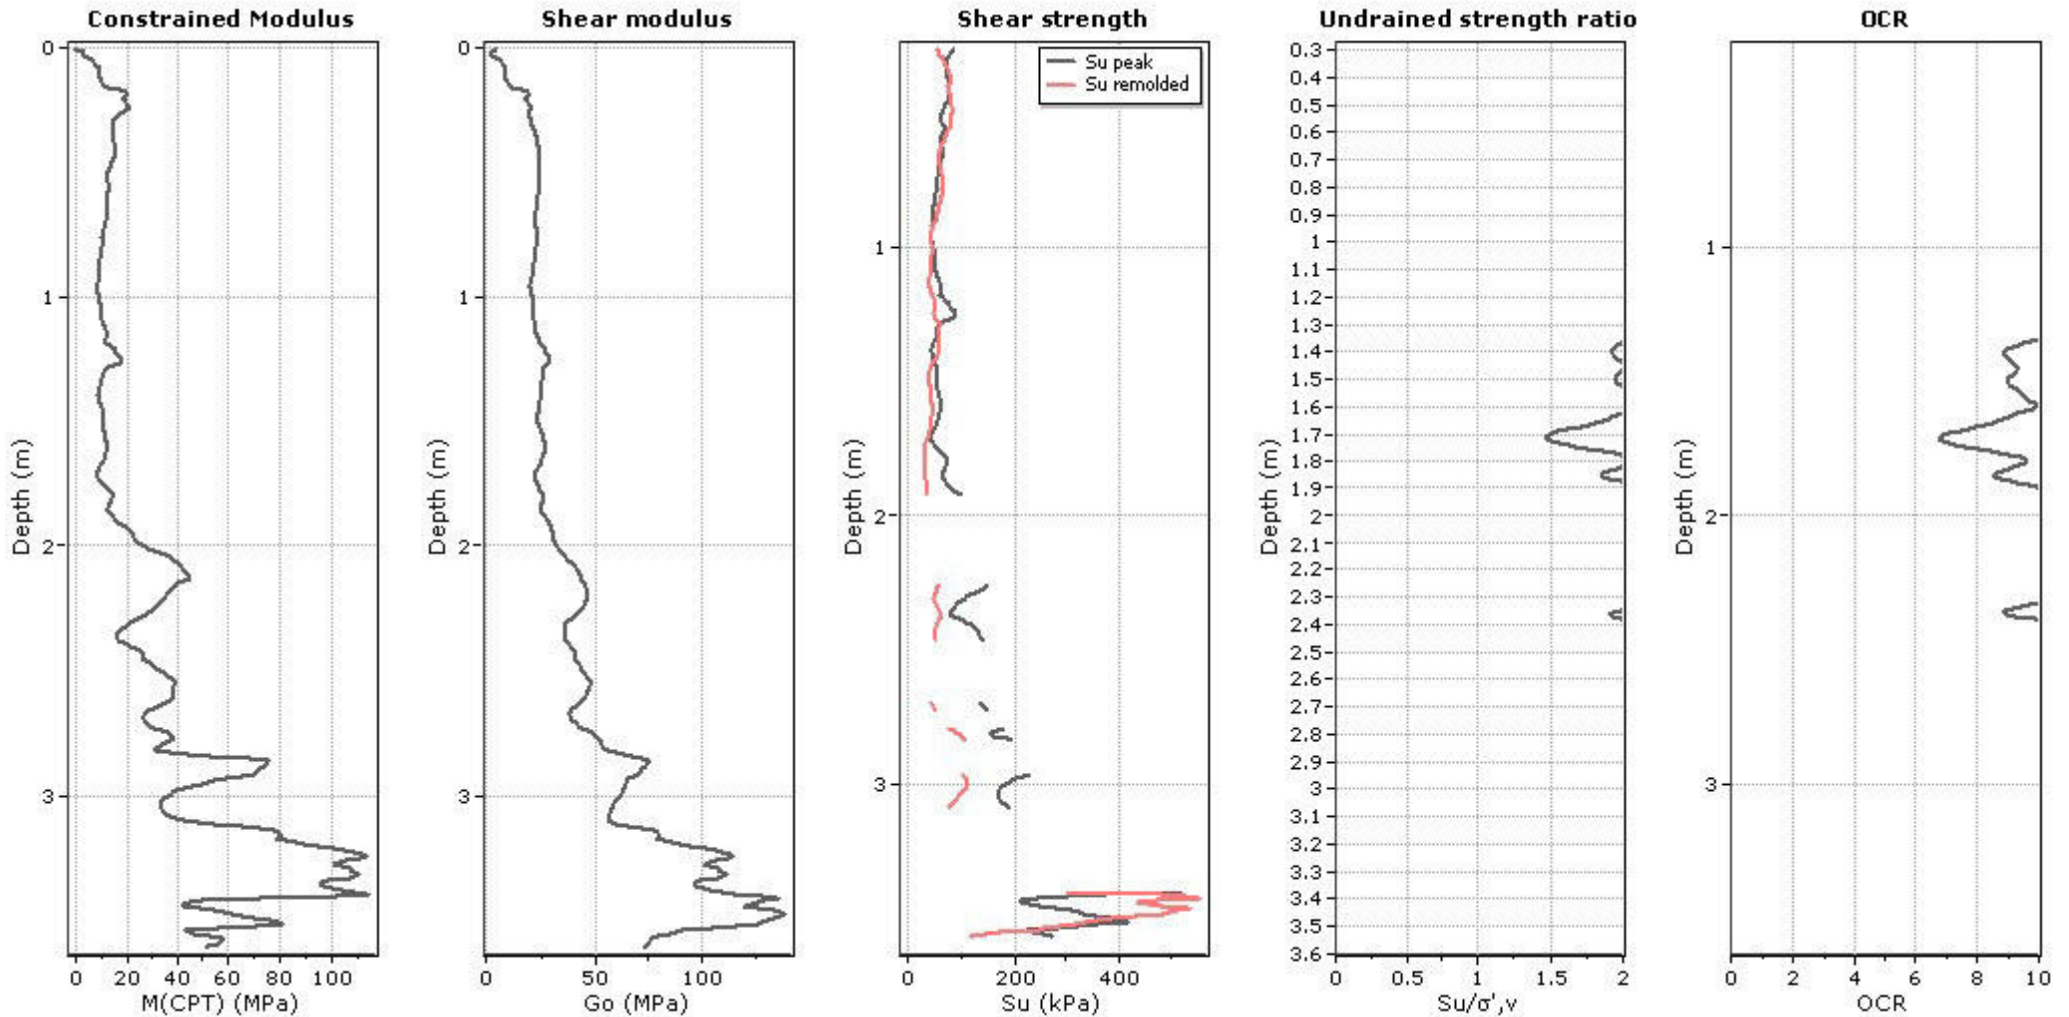 Constrained Modulus
0
1
2
3
Depth (m)
0 20 40 60 80 100
M(CPT) (MPa)
Shear modulus
0
1
2
3
Depth (m)
0 50 100
Go (MPa)
Shear strength
Su peak
Su remolded
1
2
3
Depth (m)
0 200 400
Su (kPa)
Undrained strength ratio
0.3
0.4
0.5
0.6
0.7
0.8
0.9
1
1.1
1.2
1.3
1.4
1.5
1.6
1.7
1.8
1.9
2
2.1
2.2
2.3
2.4
2.5
2.6
2.7
2.8
2.9
3
3.1
3.2
3.3
3.4
3.5
3.6
Depth (m)
0 0.5 1 1.5 2
Su/σ',v
OCR
1
2
3
Depth (m)
0 2 4 6 8 10
OCR